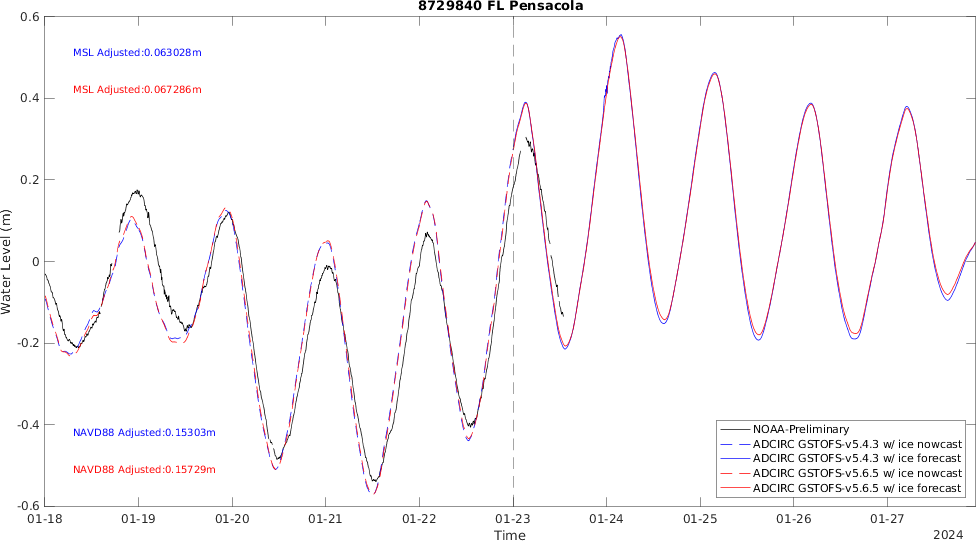 8729840 FL Pensacola
Water Level (m)
0.6
0.4
0.2
0
-0.2
-0.4
-0.6
MSL Adjusted:0.063028m
MSL Adjusted:0.067286m
NAVD88 Adjusted:0.15303m
NAVD88 Adjusted:0.15729m
NOAA-Preliminary
ADCIRC GSTOFS-v5.4.3 w/ ice nowcast
ADCIRC GSTOFS-v5.4.3 w/ ice forecast
ADCIRC GSTOFS-v5.6.5 w/ ice nowcast
ADCIRC GSTOFS-v5.6.5 w/ ice forecast
01-18 01-19 01-20 01-21 01-22 01-23 01-24 01-25 01-26 01-27
Time
2024